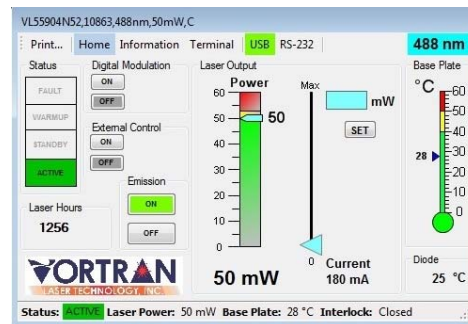 VL55904N52,10863,488nm,50mW,C
Print... Home Information Terminal USB RS-232 488 nm
Status
FAULT
WARMUP
STANDBY
ACTIVE
Digital Modulation
ON
OFF
External Control
ON
OFF
Emission
ON
OFF
Laser Hours
1256
VORTRAN
LASER TECHNOLOGY, INC.
Laser Output
Power
60
50
40
30
20
10
0
50
50 mW
Max
0
mW
SET
Current
180 mA
Base Plate
°C
60
50
40
30
20
10
0
28
Diode
25 °C
Status: ACTIVE Laser Power: 50 mW Base Plate: 28 °C Interlock: Closed